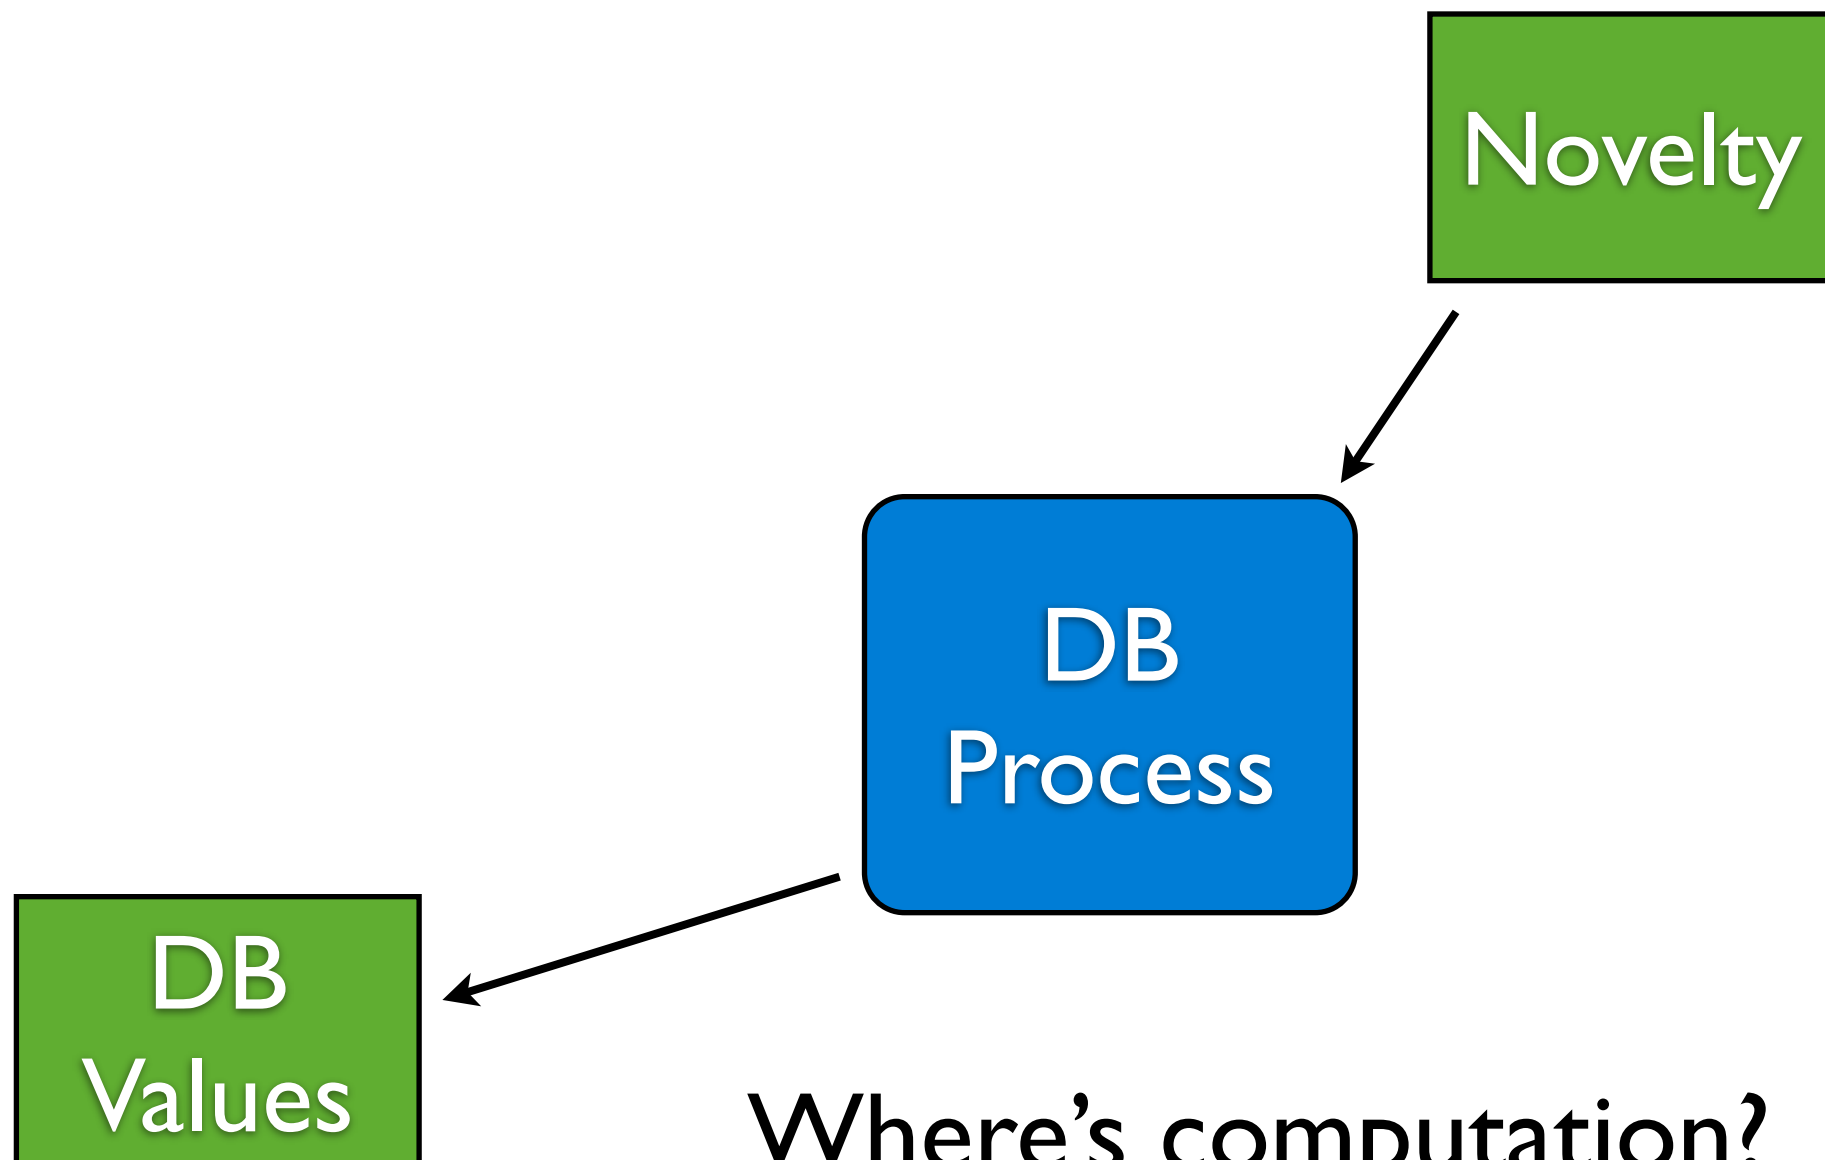 Novelty
DB
Process
DB
Values
Where’s computation?